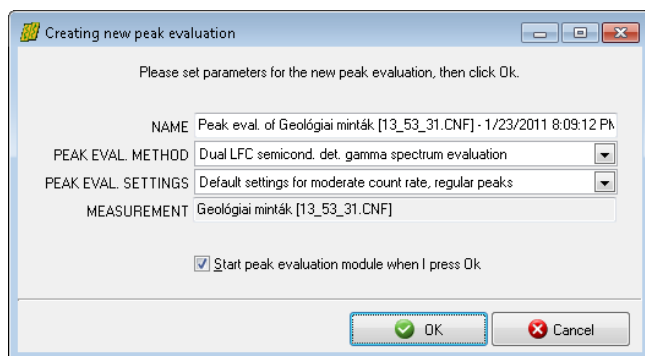 Creating new peak evaluation
Please set parameters for the new peak evaluation, then click Ok.
NAME Peak eval. of Geológiai minták [13_53_31.CNF] - 1/23/2011 8:09:12 PM
PEAK EVAL. METHOD Dual LFC semicond. det. gamma spectrum evaluation
PEAK EVAL. SETTINGS Default settings for moderate count rate, regular peaks
MEASUREMENT Geológiai minták [13_53_31.CNF]
Start peak evaluation module when I press Ok
OK Cancel